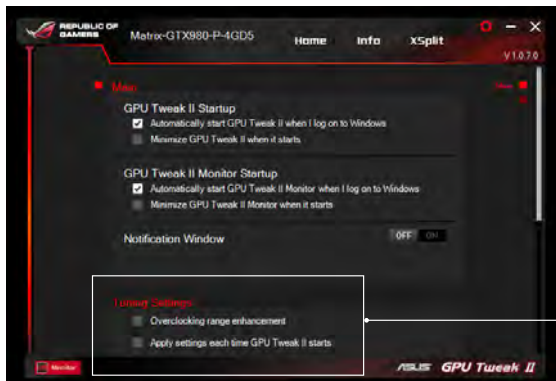 REPUBLIC OF
GAMERS
Matrix-GTX980-P-4GD5
Home
Info
XSplit
V1.0.7.0
Main
GPU Tweak II Startup
Automatically start GPU Tweak II when I log on to Windows
Minimize GPU Tweak II when it starts
GPU Tweak II Monitor Startup
Automatically start GPU Tweak II Monitor when I log on to Windows
Minimize GPU Tweak II Monitor when it starts
Notification Window
OFF ON
Tuning Settings
Overclocking range enhancement
Apply settings each time GPU Tweak II starts
Monitor
ASUS GPU Tweak II